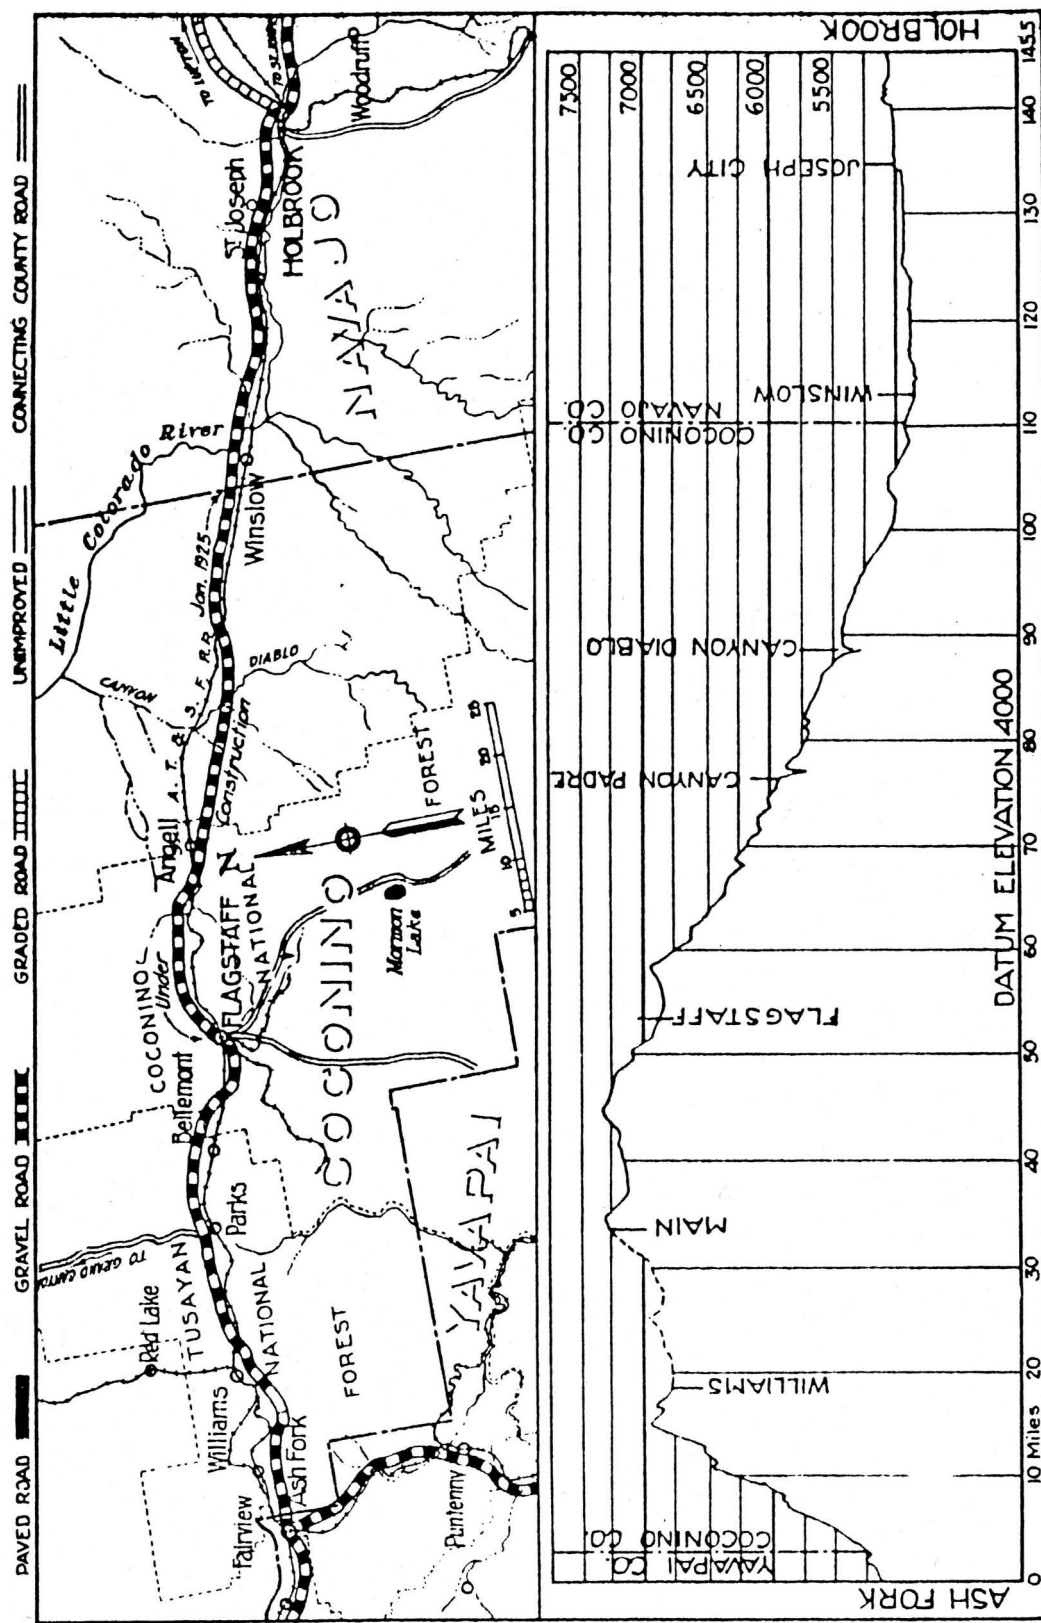 PAVED ROAD
GRAVEL ROAD
GRADED ROAD
UNIMPROVED
CONNECTING COUNTY ROAD
Little Colorado River
TO GRAND CANYON
Red Lake
TUSAYAN
NATIONAL
FOREST
Williams
Fairview
Ash Fork
Puntenny
Parks
Bellemont
COCONINO
NATIONAL
FOREST
FLAGSTAFF
Angell
A. T. & S. F. R.R.
Under Construction Jan. 1925
CANYON
DIABLO
Winslow
St Joseph
HOLBROOK
Woodruff
TO LUPTON
NAVAJO
COCONINO
YAVAPAI
Mormon
Lake
N
MILES
5 10 15 20 25
ASH FORK
YAVAPAI CO.
COCONINO CO.
WILLIAMS
MAIN
FLAGSTAFF
CANYON PADRE
CANYON DIABLO
COCONINO CO.
NAVAJO CO.
WINSLOW
JOSEPH CITY
HOLBROOK
7500
7000
6500
6000
5500
DATUM ELEVATION 4000
0 10 Miles 20 30 40 50 60 70 80 90 100 110 120 130 140 145.5